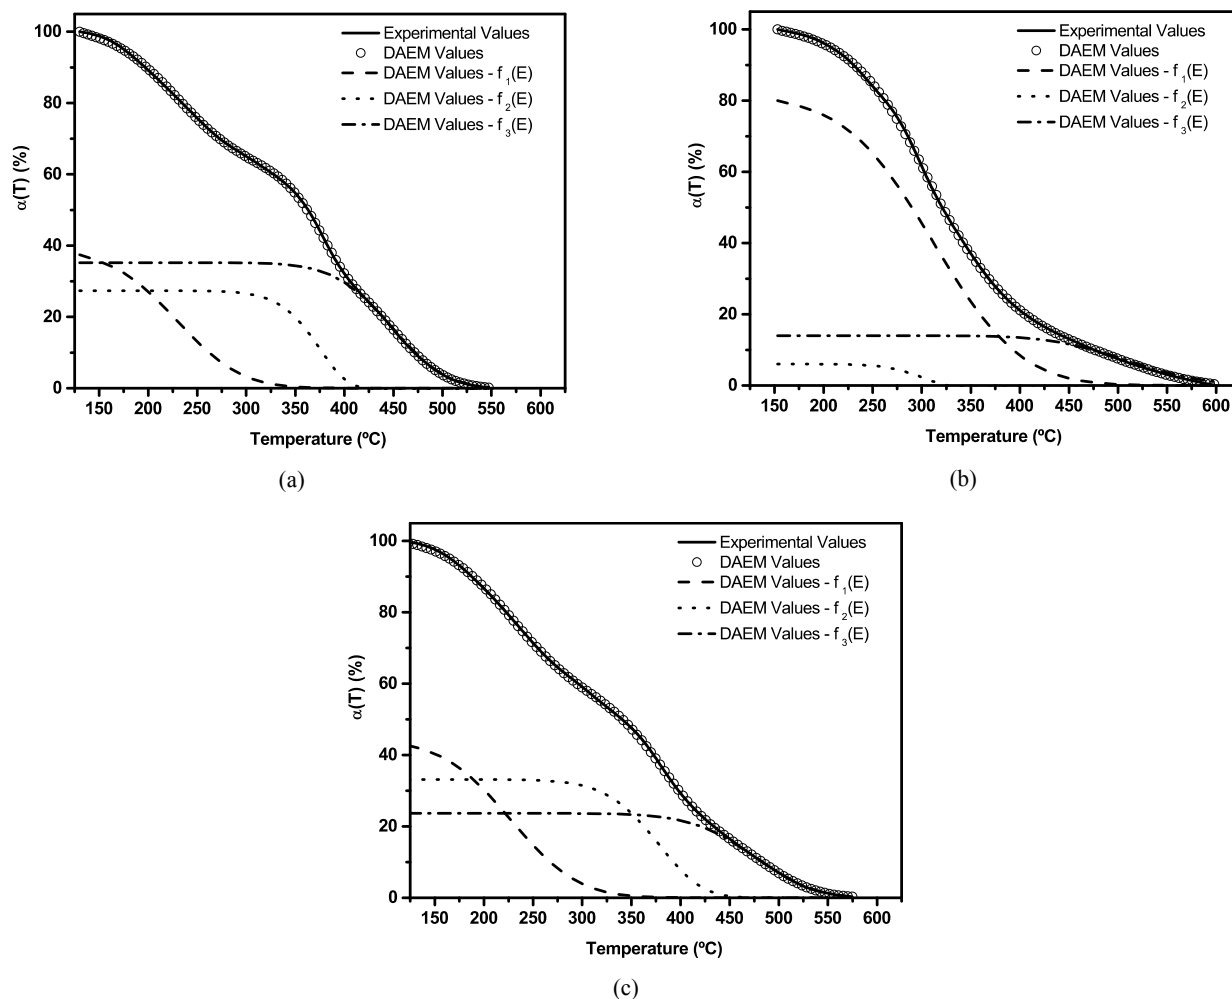 Experimental Values
DAEM Values
DAEM Values - f1(E)
DAEM Values - f2(E)
DAEM Values - f3(E)
α(T) (%)
100
80
60
40
20
0
150 200 250 300 350 400 450 500 550 600
Temperature (ºC)
(a)
Experimental Values
DAEM Values
DAEM Values - f1(E)
DAEM Values - f2(E)
DAEM Values - f3(E)
α(T) (%)
100
80
60
40
20
0
150 200 250 300 350 400 450 500 550 600
Temperature (ºC)
(b)
Experimental Values
DAEM Values
DAEM Values - f1(E)
DAEM Values - f2(E)
DAEM Values - f3(E)
α(T) (%)
100
80
60
40
20
0
150 200 250 300 350 400 450 500 550 600
Temperature (ºC)
(c)